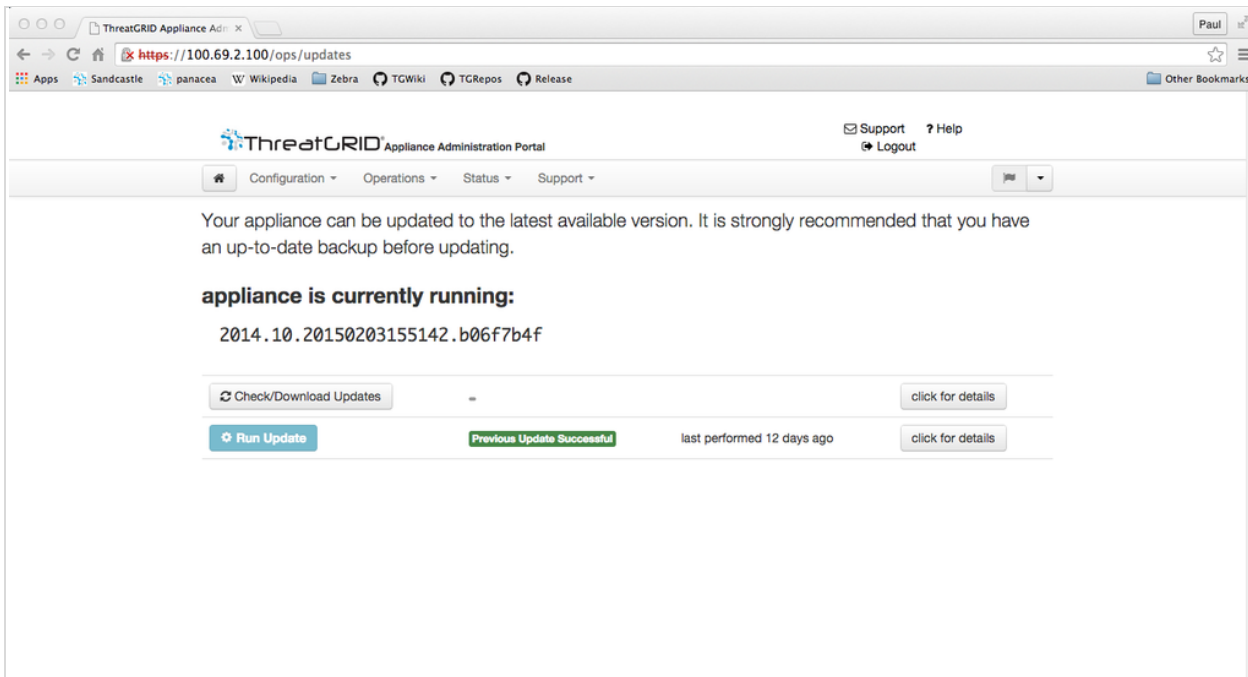 ThreatGRID Appliance Adn
Paul
https://100.69.2.100/ops/updates
Apps Sandcastle panacea W Wikipedia Zebra TGWiki TGRepos Release Other Bookmarks
ThreatGRID® Appliance Administration Portal
Support ? Help
Logout
Configuration Operations Status Support
Your appliance can be updated to the latest available version. It is strongly recommended that you have
an up-to-date backup before updating.
appliance is currently running:
2014.10.20150203155142.b06f7b4f
Check/Download Updates - click for details
Run Update Previous Update Successful last performed 12 days ago click for details